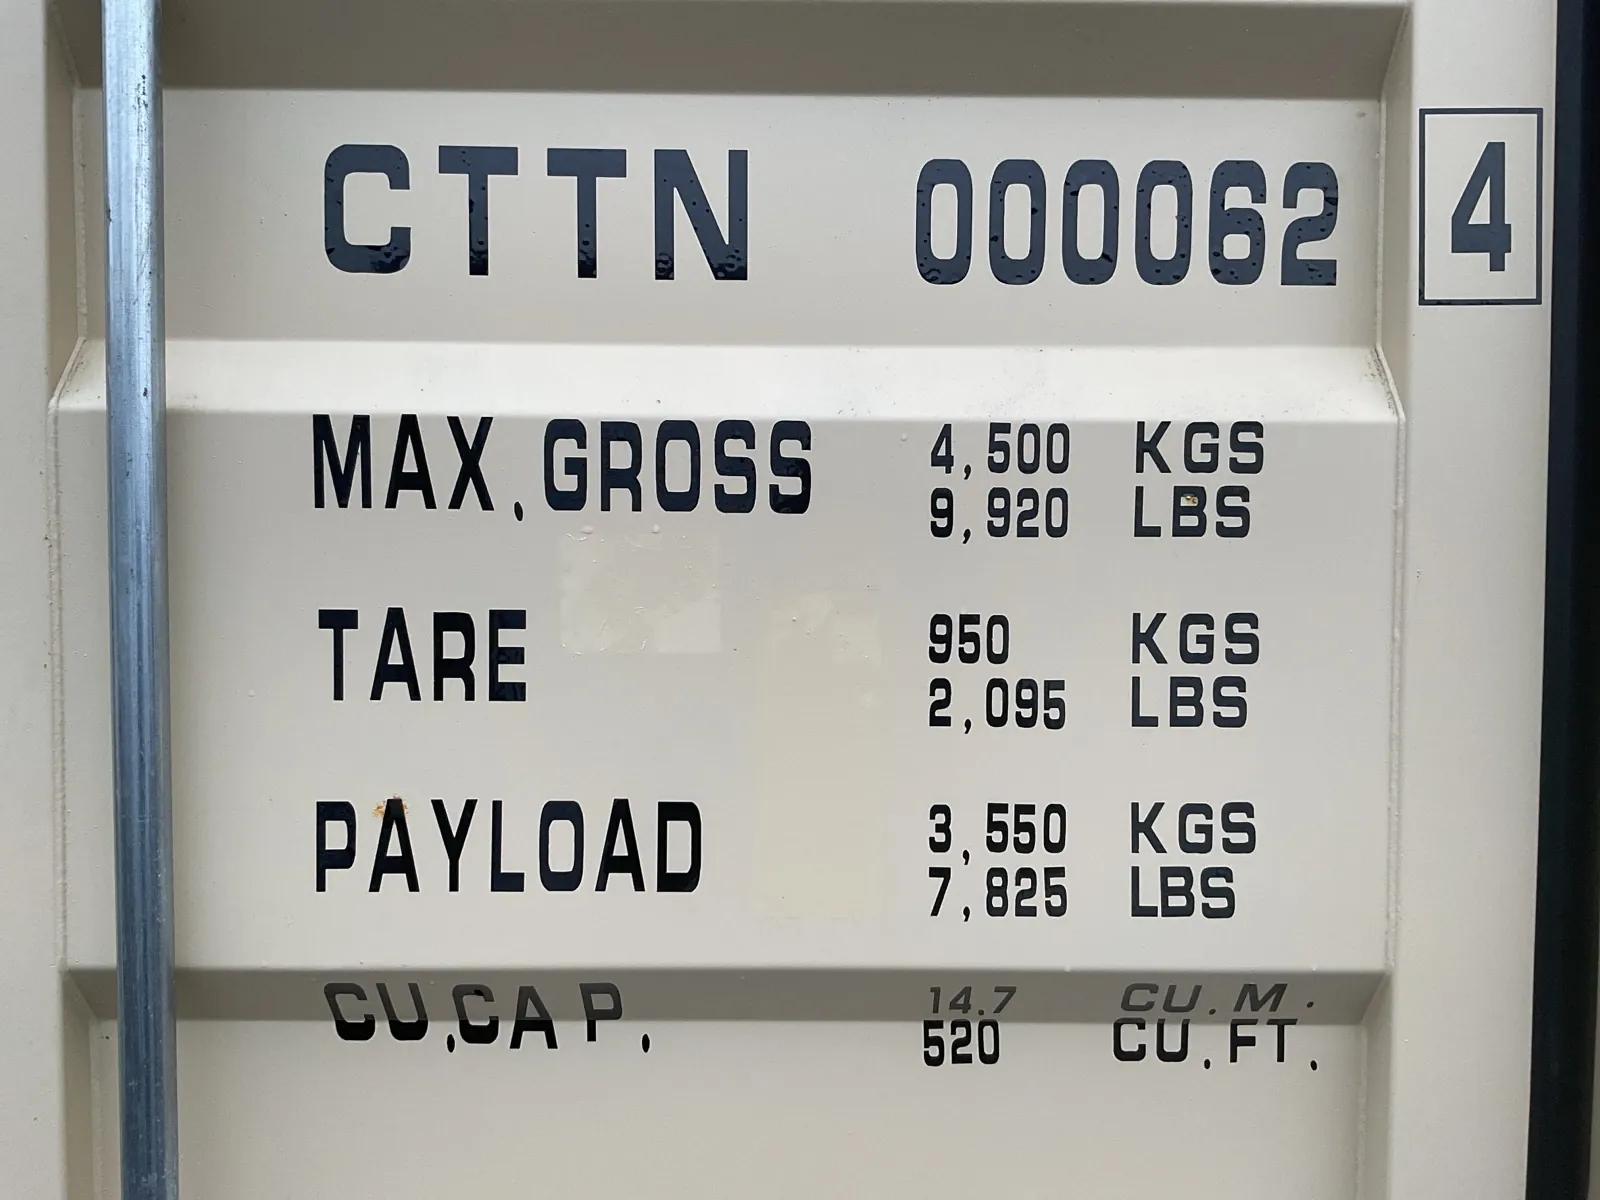 CTTN 000062 4
MAX.GROSS 4,500 KGS
9,920 LBS
TARE 950 KGS
2,095 LBS
PAYLOAD 3,550 KGS
7,825 LBS
CU.CAP. 14.7 CU.M.
520 CU.FT.